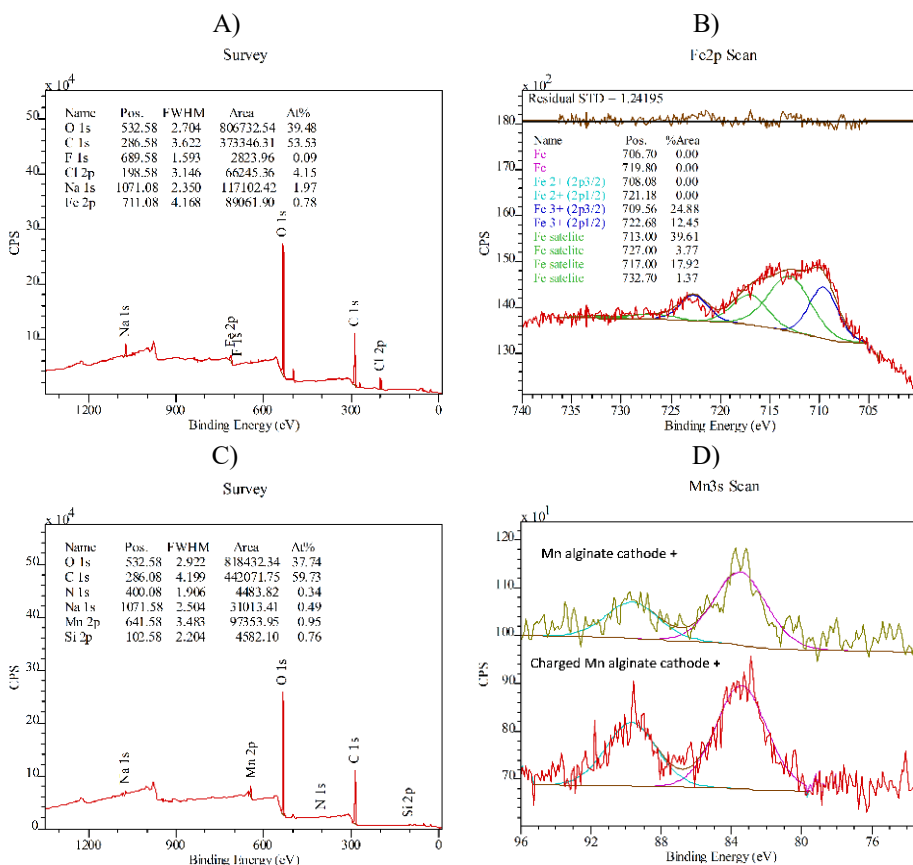 A)
Survey
x 10^4
50
40
30
20
10
0
CPS
Name Pos. FWHM Area At%
O 1s 532.58 2.704 806732.54 39.48
C 1s 286.58 3.622 373346.31 53.53
F 1s 689.58 1.593 2823.96 0.09
Cl 2p 198.58 3.146 66245.36 4.15
Na 1s 1071.08 2.350 117102.42 1.97
Fe 2p 711.08 4.168 89061.90 0.78
Na 1s
Fe 2p
F 1s
O 1s
C 1s
Cl 2p
1200 900 600 300 0
Binding Energy (eV)
B)
Fe2p Scan
x 10^2
180
170
160
150
140
130
CPS
Residual STD = 1.24195
Name Pos. %Area
Fe 706.70 0.00
Fe 719.80 0.00
Fe 2+ (2p3/2) 708.08 0.00
Fe 2+ (2p1/2) 721.18 0.00
Fe 3+ (2p3/2) 709.56 24.88
Fe 3+ (2p1/2) 722.68 12.45
Fe satelite 713.00 39.61
Fe satelite 727.00 3.77
Fe satelite 717.00 17.92
Fe satelite 732.70 1.37
740 735 730 725 720 715 710 705
Binding Energy (eV)
C)
Survey
x 10^4
50
40
30
20
10
0
CPS
Name Pos. FWHM Area At%
O 1s 532.58 2.922 818432.34 37.74
C 1s 286.08 4.199 442071.75 59.73
N 1s 400.08 1.906 4483.82 0.34
Na 1s 1071.58 2.504 31013.41 0.49
Mn 2p 641.58 3.483 97353.95 0.95
Si 2p 102.58 2.204 4582.10 0.76
Na 1s
Mn 2p
O 1s
N 1s
C 1s
Si 2p
1200 900 600 300 0
Binding Energy (eV)
D)
Mn3s Scan
x 10^1
120
110
100
90
80
70
CPS
Mn alginate cathode +
Charged Mn alginate cathode +
96 92 88 84 80 76
Binding Energy (eV)